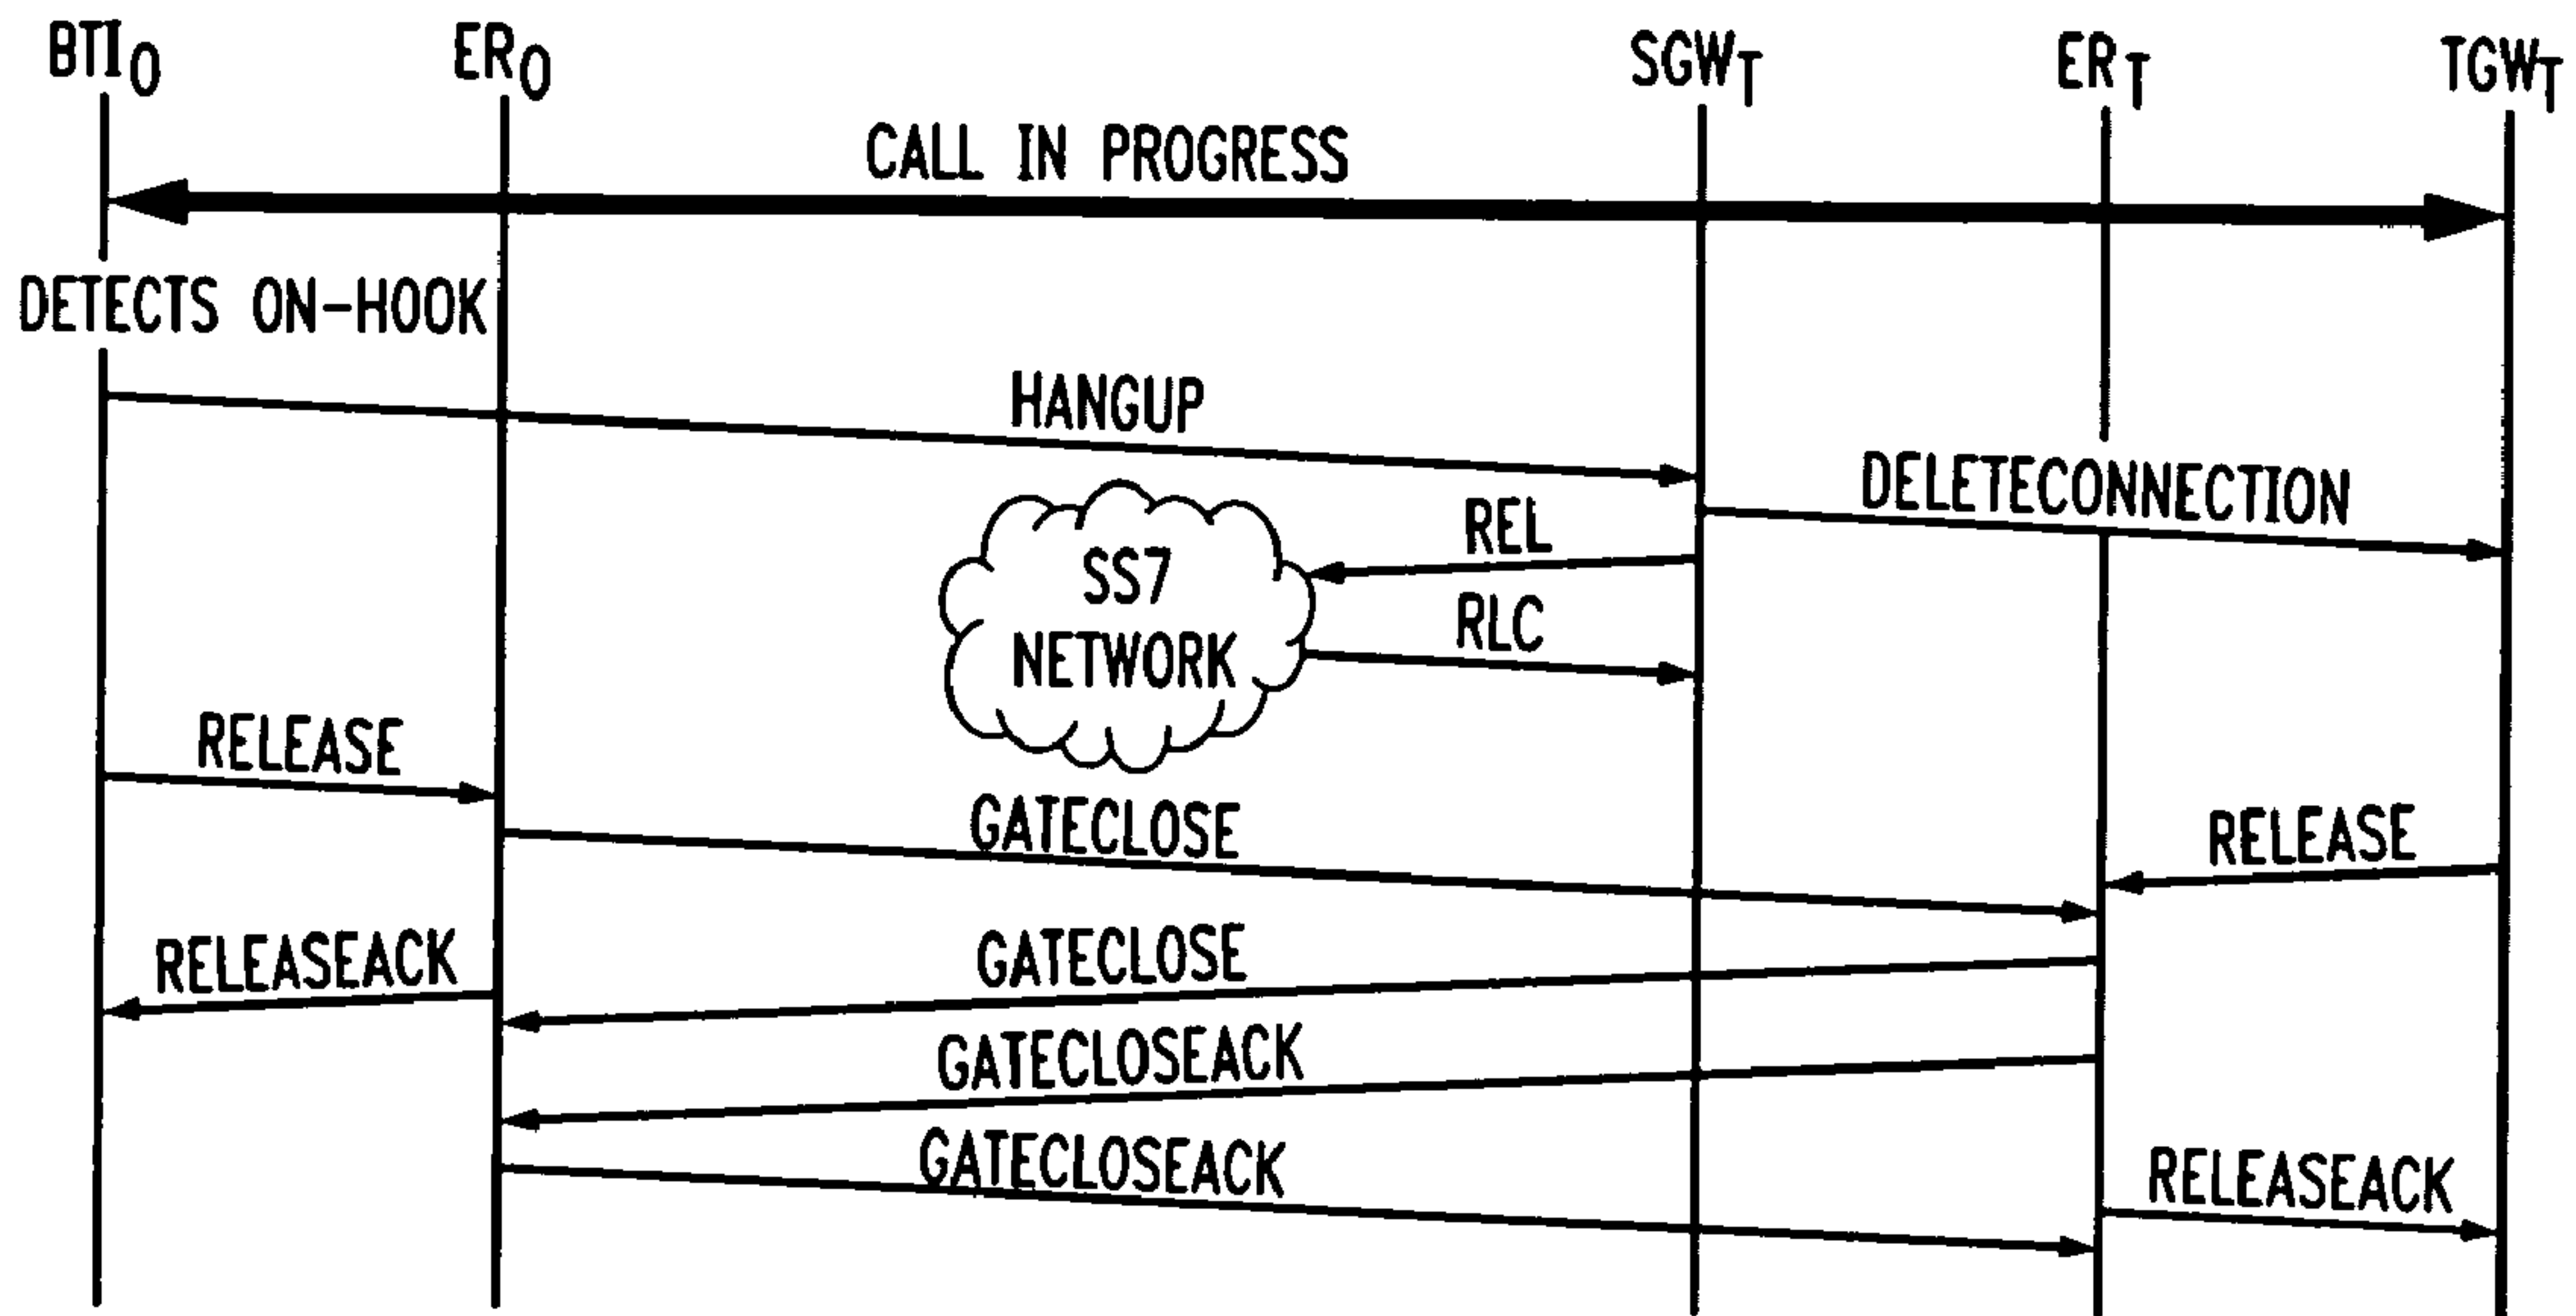 BTI0 ER0 SGWT ERT TGWT
CALL IN PROGRESS
DETECTS ON-HOOK
HANGUP
DELETECONNECTION
REL
SS7
NETWORK
RLC
RELEASE
GATECLOSE
RELEASE
RELEASEACK
GATECLOSE
GATECLOSEACK
GATECLOSEACK
RELEASEACK